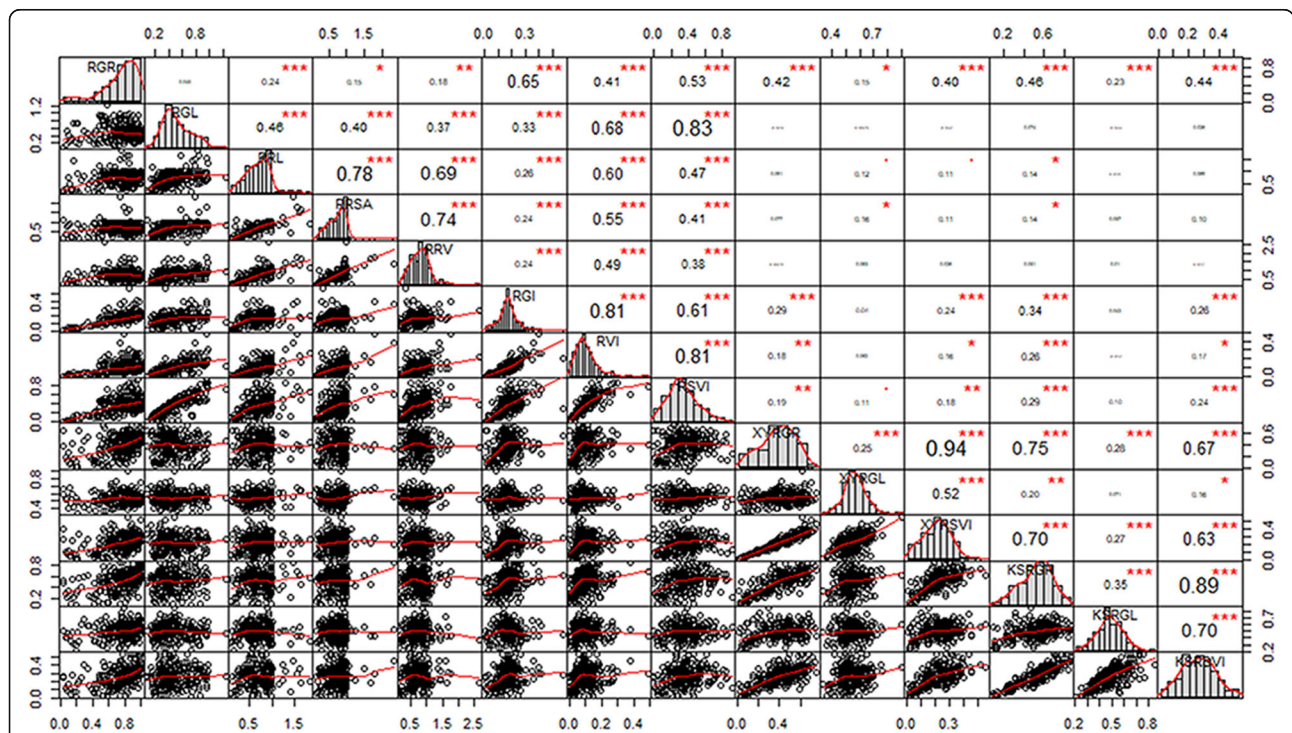 0.2 0.8 0.5 1.5 0.0 0.3 0.0 0.4 0.8 0.4 0.7 0.2 0.6 0.0 0.2 0.4
RGR 0.24 *** 0.15 * 0.18 ** 0.65 *** 0.41 *** 0.53 *** 0.42 *** 0.15 * 0.40 *** 0.46 *** 0.23 *** 0.44 *** 0.0 0.8
0.2 1.2 RGL 0.46 *** 0.40 *** 0.37 *** 0.33 *** 0.68 *** 0.83 ***
RRL 0.78 *** 0.69 *** 0.26 *** 0.60 *** 0.47 *** 0.12 . 0.11 . 0.14 * 0.5
0.5 RRSA 0.74 *** 0.24 *** 0.55 *** 0.41 *** 0.16 * 0.11 0.14 * 0.10
RRV 0.24 *** 0.49 *** 0.38 *** 0.5 2.5
0.0 0.4 RGI 0.81 *** 0.61 *** 0.29 *** 0.24 *** 0.34 *** 0.26 ***
RVI 0.81 *** 0.18 ** 0.16 * 0.26 *** 0.17 * 0.0 0.4
0.0 0.8 RSVI 0.19 ** 0.11 . 0.18 ** 0.29 *** 0.10 0.24 ***
XYRGR 0.25 *** 0.94 *** 0.75 *** 0.28 *** 0.67 *** 0.0 0.6
0.4 0.8 XYRGL 0.52 *** 0.20 ** 0.16 *
XYRSVI 0.70 *** 0.27 *** 0.63 *** 0.0 0.4
0.2 0.8 KSRGR 0.35 *** 0.89 ***
KSRGL 0.70 *** 0.2 0.7
0.0 0.4 KSRSVI
0.0 0.4 0.8 0.5 1.5 0.5 1.5 2.5 0.0 0.2 0.4 0.0 0.4 0.0 0.3 0.2 0.5 0.8